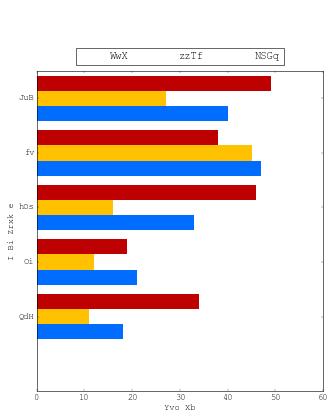 WwX zzTf NSGq
JuB
fv
hOs
Oi
QdH
I Bi Zrxk e
0 10 20 30 40 50 60
Yvo Xb